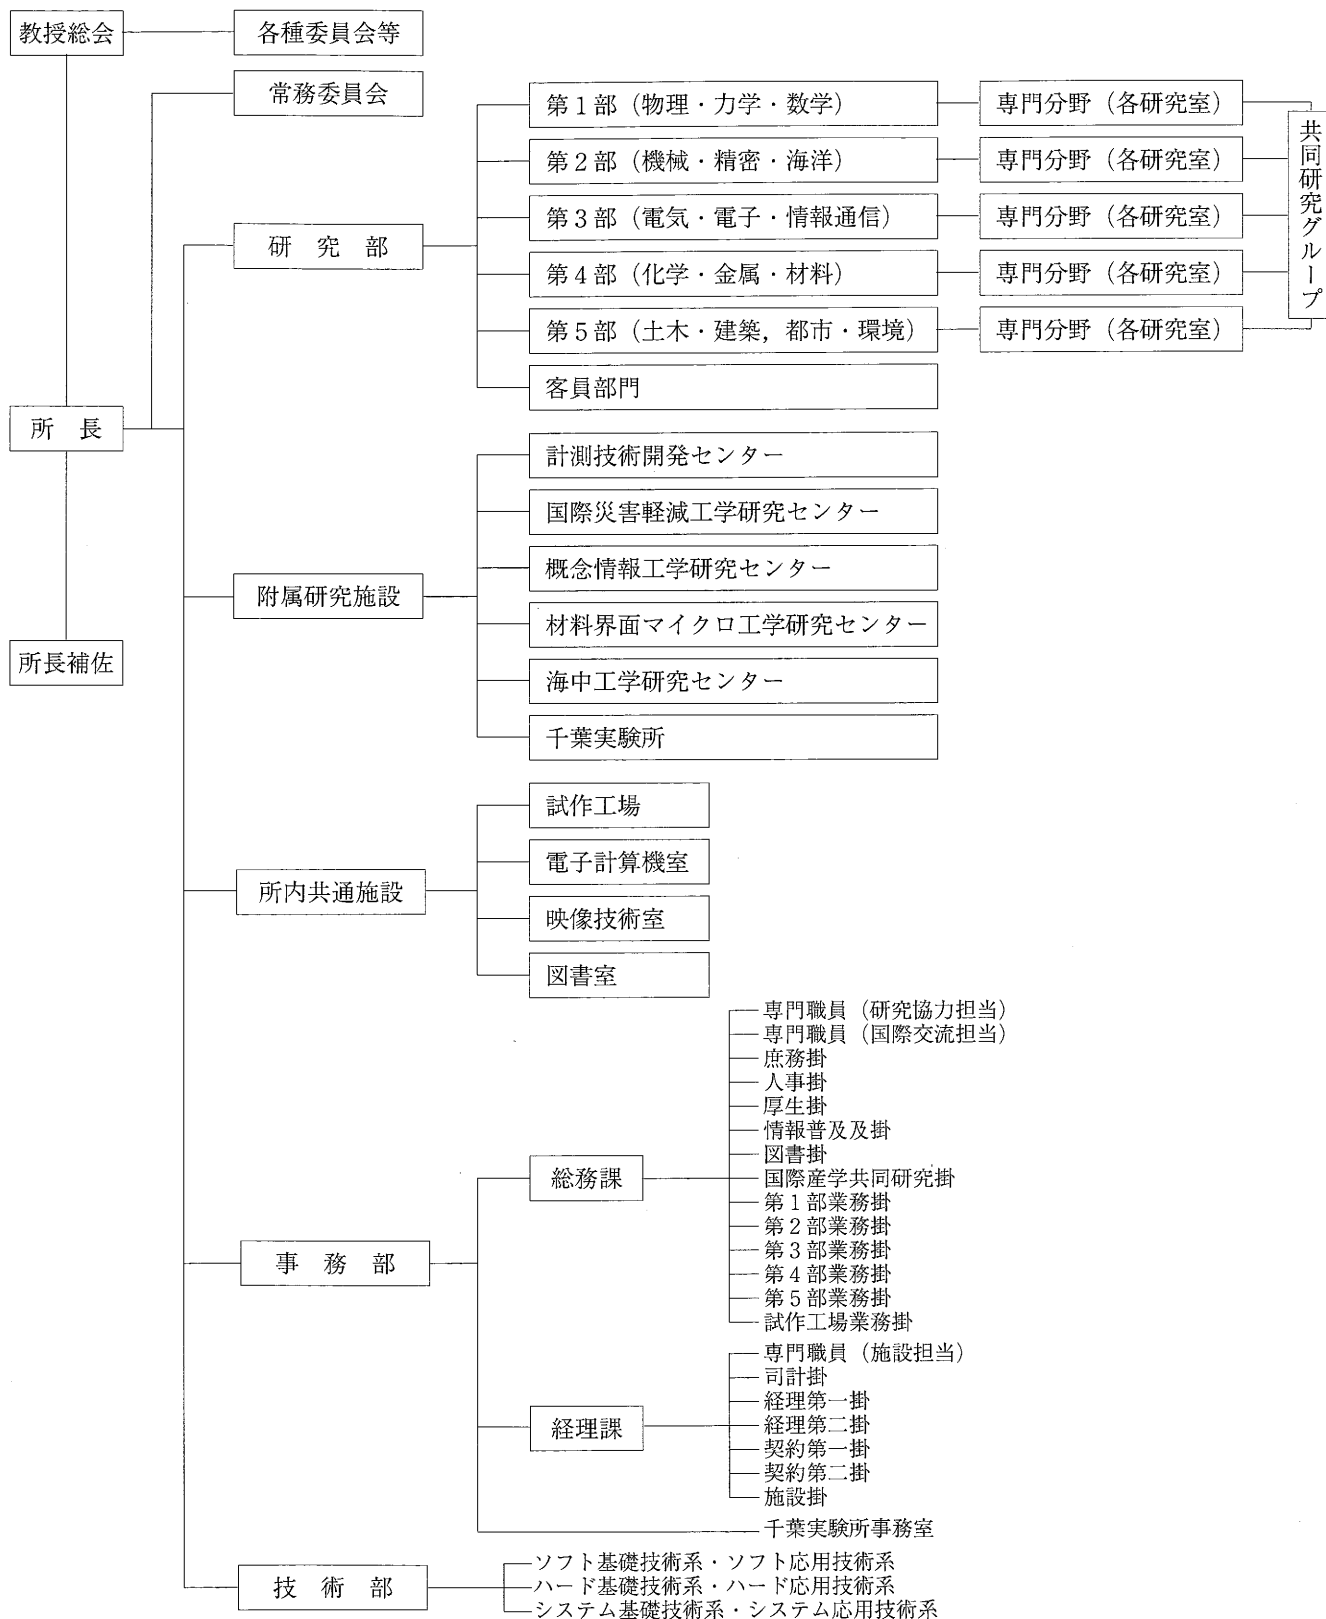 教授総会
各種委員会等
常務委員会
第1部（物理・力学・数学）
専門分野（各研究室）
第2部（機械・精密・海洋）
専門分野（各研究室）
第3部（電気・電子・情報通信）
専門分野（各研究室）
第4部（化学・金属・材料）
専門分野（各研究室）
第5部（土木・建築，都市・環境）
専門分野（各研究室）
共同研究グループ
研究部
客員部門
所長
計測技術開発センター
国際災害軽減工学研究センター
概念情報工学研究センター
附属研究施設
材料界面マイクロ工学研究センター
所長補佐
海中工学研究センター
千葉実験所
試作工場
電子計算機室
所内共通施設
映像技術室
図書室
専門職員（研究協力担当）
専門職員（国際交流担当）
庶務掛
人事掛
厚生掛
情報普及及掛
図書掛
総務課
国際産学共同研究掛
第1部業務掛
第2部業務掛
第3部業務掛
第4部業務掛
第5部業務掛
試作工場業務掛
事務部
専門職員（施設担当）
司計掛
経理第一掛
経理課
経理第二掛
契約第一掛
契約第二掛
施設掛
千葉実験所事務室
技術部
ソフト基礎技術系・ソフト応用技術系
ハード基礎技術系・ハード応用技術系
システム基礎技術系・システム応用技術系